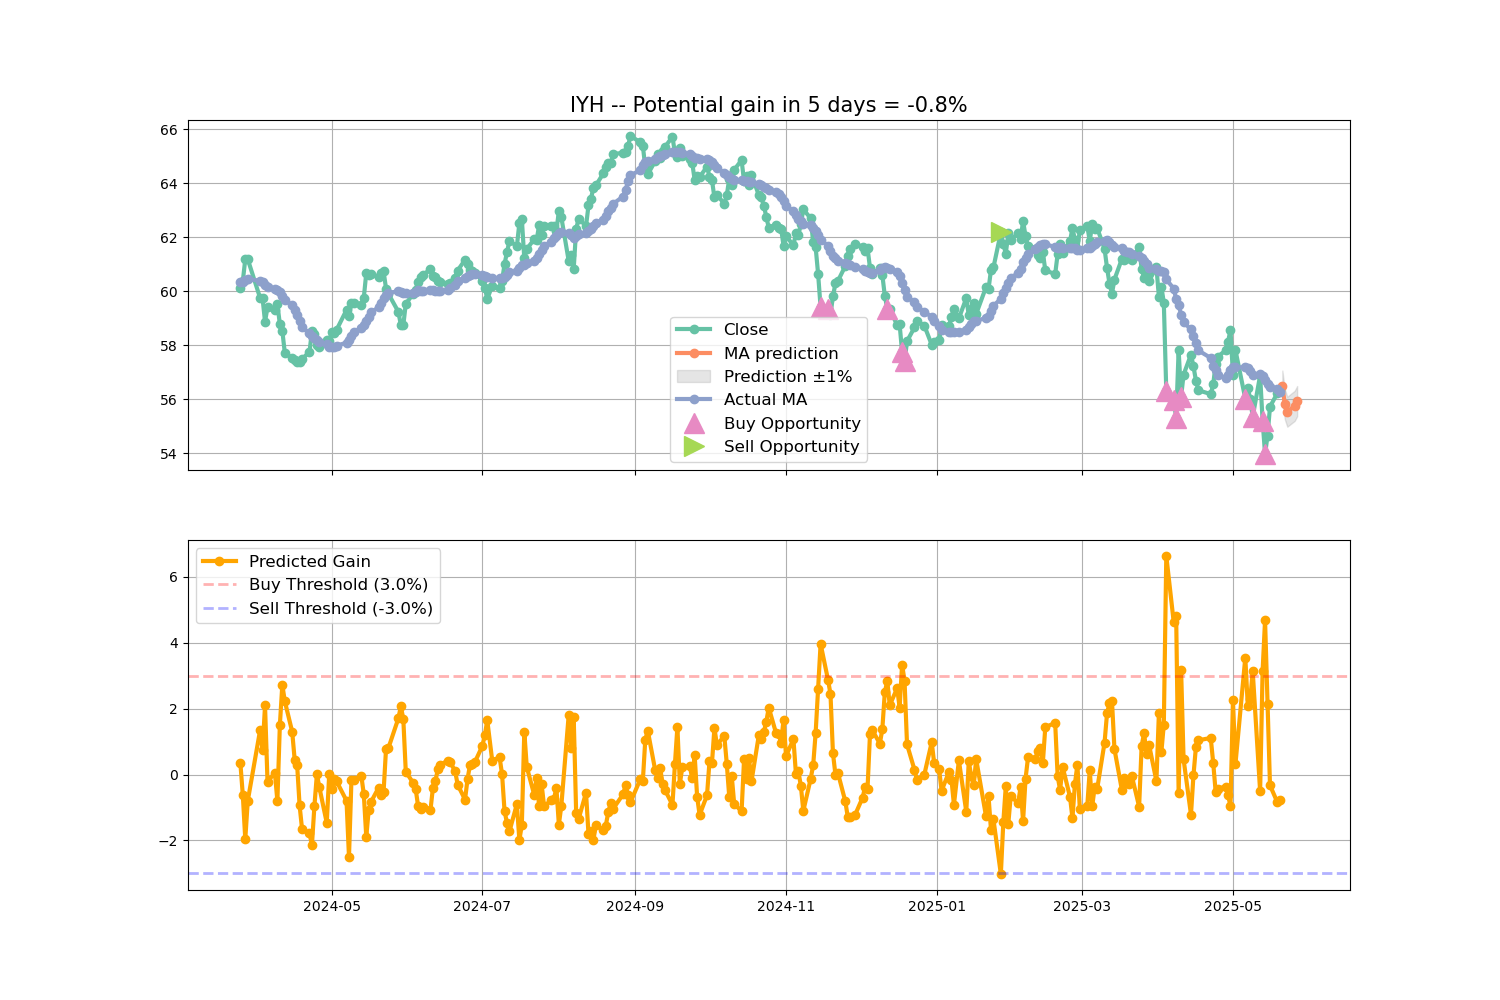 IYH -- Potential gain in 5 days = -0.8%
66
64
62
60
58
56
54
Close
MA prediction
Prediction ±1%
Actual MA
Buy Opportunity
Sell Opportunity
Predicted Gain
Buy Threshold (3.0%)
Sell Threshold (-3.0%)
6
4
2
0
−2
2024-05 2024-07 2024-09 2024-11 2025-01 2025-03 2025-05